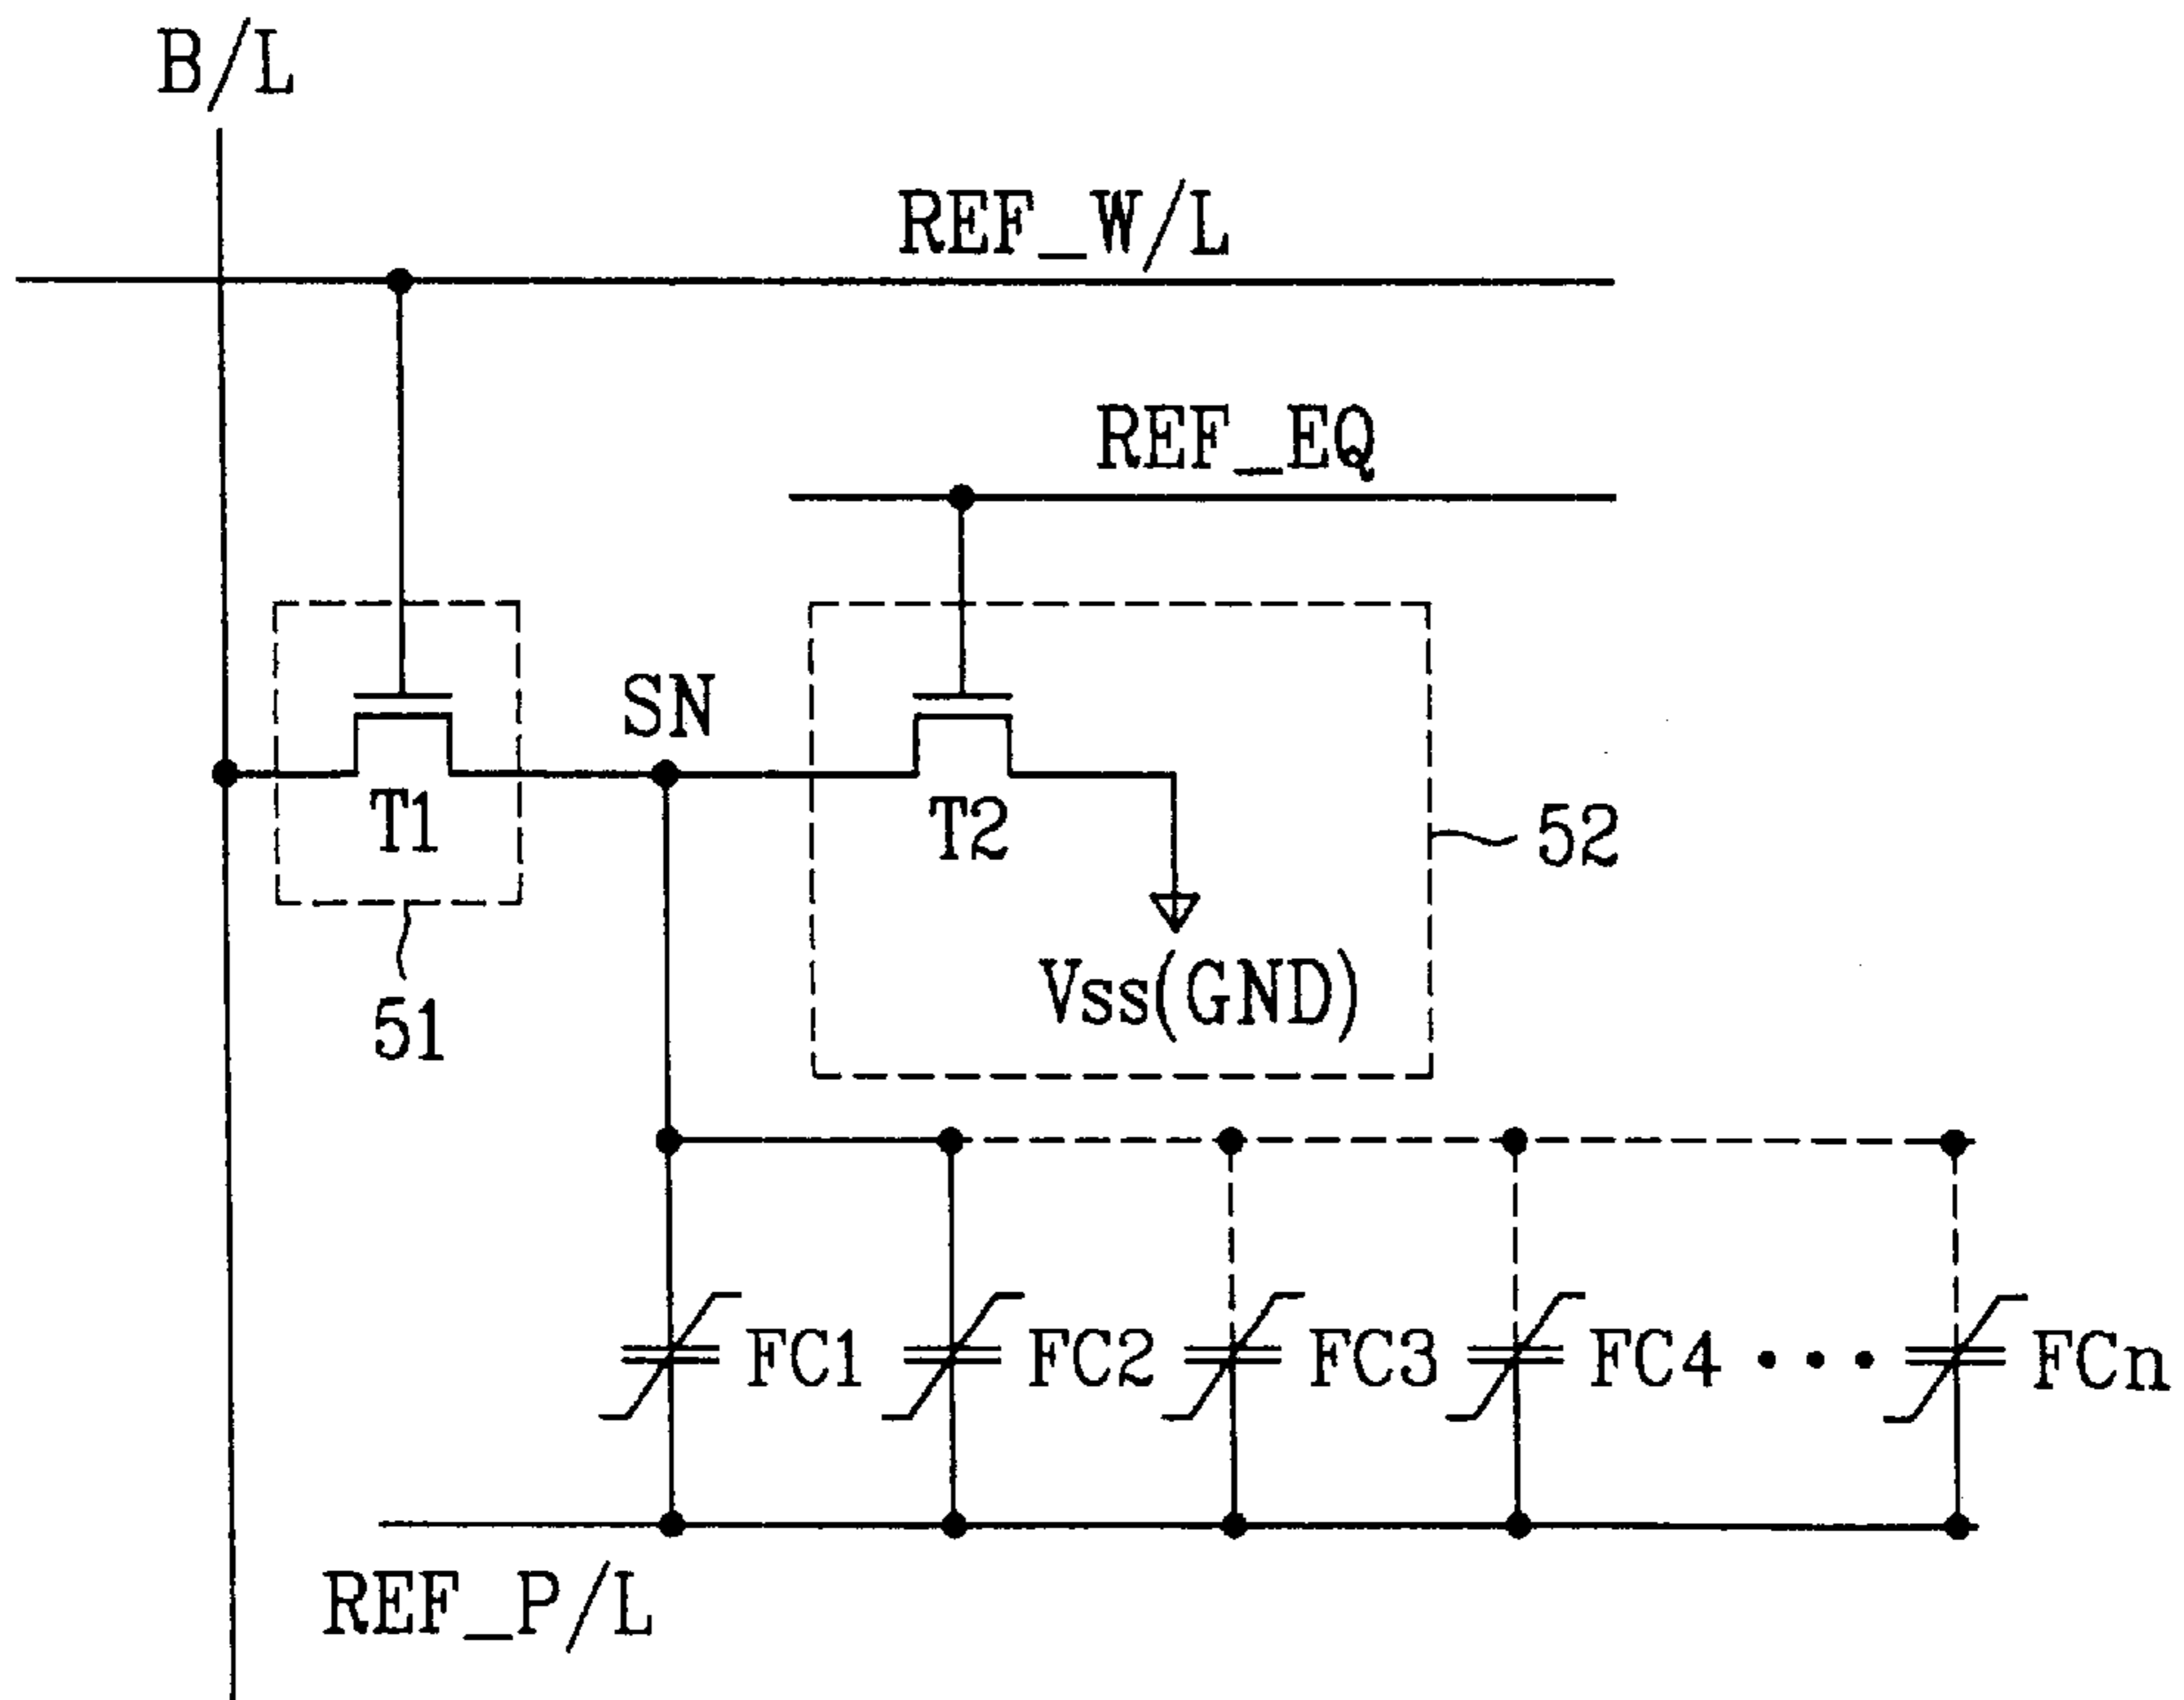 B/L
REF_W/L
REF_EQ
SN
T1
T2
52
51
Vss(GND)
FC1 FC2 FC3 FC4 ••• FCn
REF_P/L